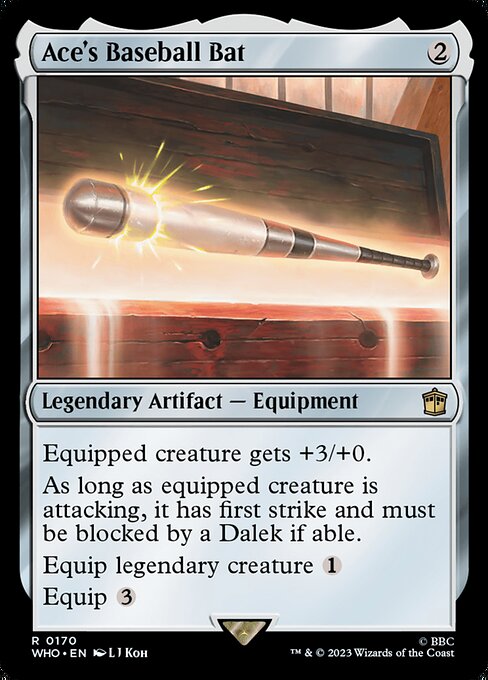 Ace's Baseball Bat 2
Legendary Artifact — Equipment
Equipped creature gets +3/+0.
As long as equipped creature is
attacking, it has first strike and must
be blocked by a Dalek if able.
Equip legendary creature 1
Equip 3
R 0170 © BBC
WHO • EN LJ Koh ™ & © 2023 Wizards of the Coast